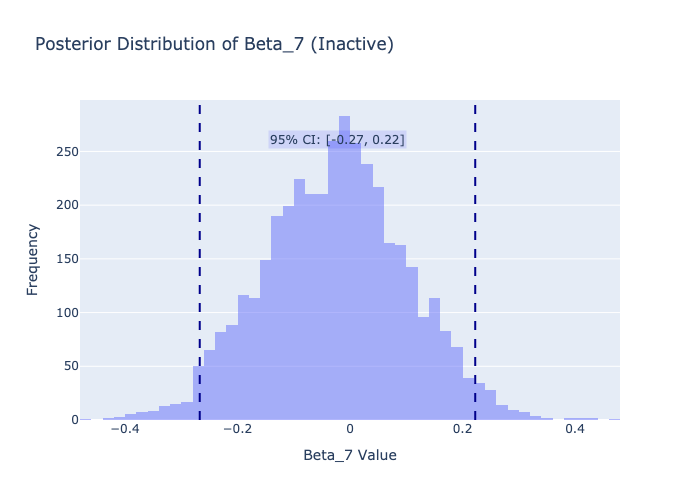 Posterior Distribution of Beta_7 (Inactive)
95% CI: [-0.27, 0.22]
250
200
150
100
50
0
Frequency
−0.4
−0.2
0
0.2
0.4
Beta_7 Value